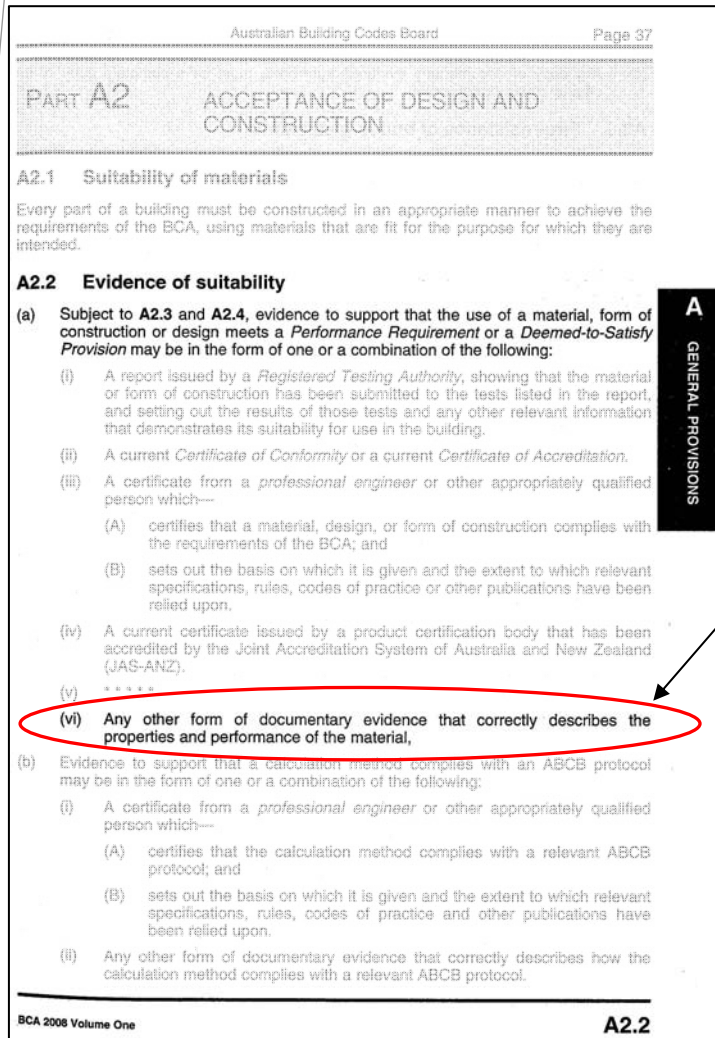 Australian Building Codes Board Page 37
PART A2 ACCEPTANCE OF DESIGN AND
CONSTRUCTION
A2.1 Suitability of materials
Every part of a building must be constructed in an appropriate manner to achieve the
requirements of the BCA, using materials that are fit for the purpose for which they are
intended.
A2.2 Evidence of suitability
(a) Subject to A2.3 and A2.4, evidence to support that the use of a material, form of
construction or design meets a Performance Requirement or a Deemed-to-Satisfy
Provision may be in the form of one or a combination of the following:
(i) A report issued by a Registered Testing Authority, showing that the material
or form of construction has been submitted to the tests listed in the report,
and setting out the results of those tests and any other relevant information
that demonstrates its suitability for use in the building.
(ii) A current Certificate of Conformity or a current Certificate of Accreditation.
(iii) A certificate from a professional engineer or other appropriately qualified
person which—
(A) certifies that a material, design, or form of construction complies with
the requirements of the BCA; and
(B) sets out the basis on which it is given and the extent to which relevant
specifications, rules, codes of practice or other publications have been
relied upon.
(iv) A current certificate issued by a product certification body that has been
accredited by the Joint Accreditation System of Australia and New Zealand
(JAS-ANZ).
(v) * * * * *
(vi) Any other form of documentary evidence that correctly describes the
properties and performance of the material,
(b) Evidence to support that a calculation method complies with an ABCB protocol
may be in the form of one or a combination of the following:
(i) A certificate from a professional engineer or other appropriately qualified
person which—
(A) certifies that the calculation method complies with a relevant ABCB
protocol; and
(B) sets out the basis on which it is given and the extent to which relevant
specifications, rules, codes of practice and other publications have
been relied upon.
(ii) Any other form of documentary evidence that correctly describes how the
calculation method complies with a relevant ABCB protocol.
A
GENERAL PROVISIONS
BCA 2008 Volume One A2.2